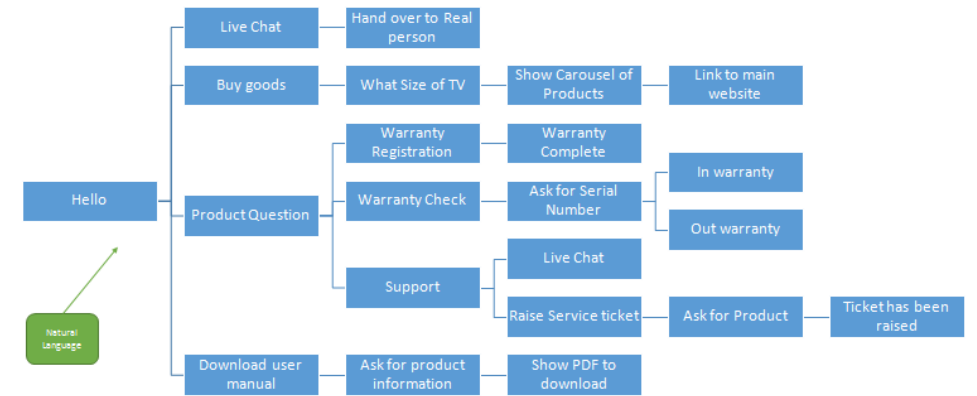 Live Chat
Hand over to Real
person
Buy goods
What Size of TV
Show Carousel of
Products
Link to main
website
Warranty
Registration
Warranty
Complete
Hello
Product Question
Warranty Check
Ask for Serial
Number
In warranty
Out warranty
Support
Live Chat
Raise Service ticket
Ask for Product
Ticket has been
raised
Natural
Language
Download user
manual
Ask for product
information
Show PDF to
download